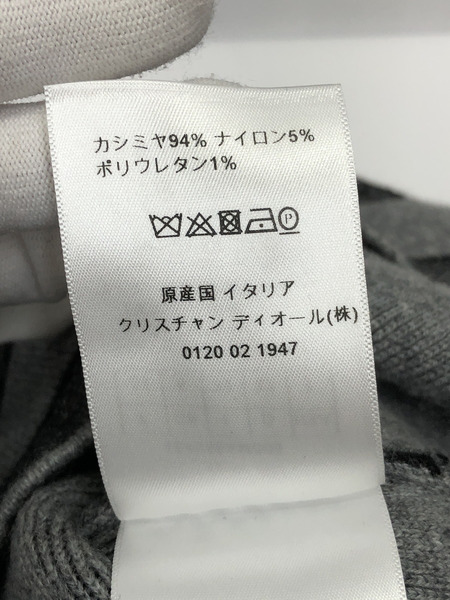 カシミヤ94% ナイロン5%
ポリウレタン1%
P
原産国 イタリア
クリスチャン ディオール(株)
0120 02 1947